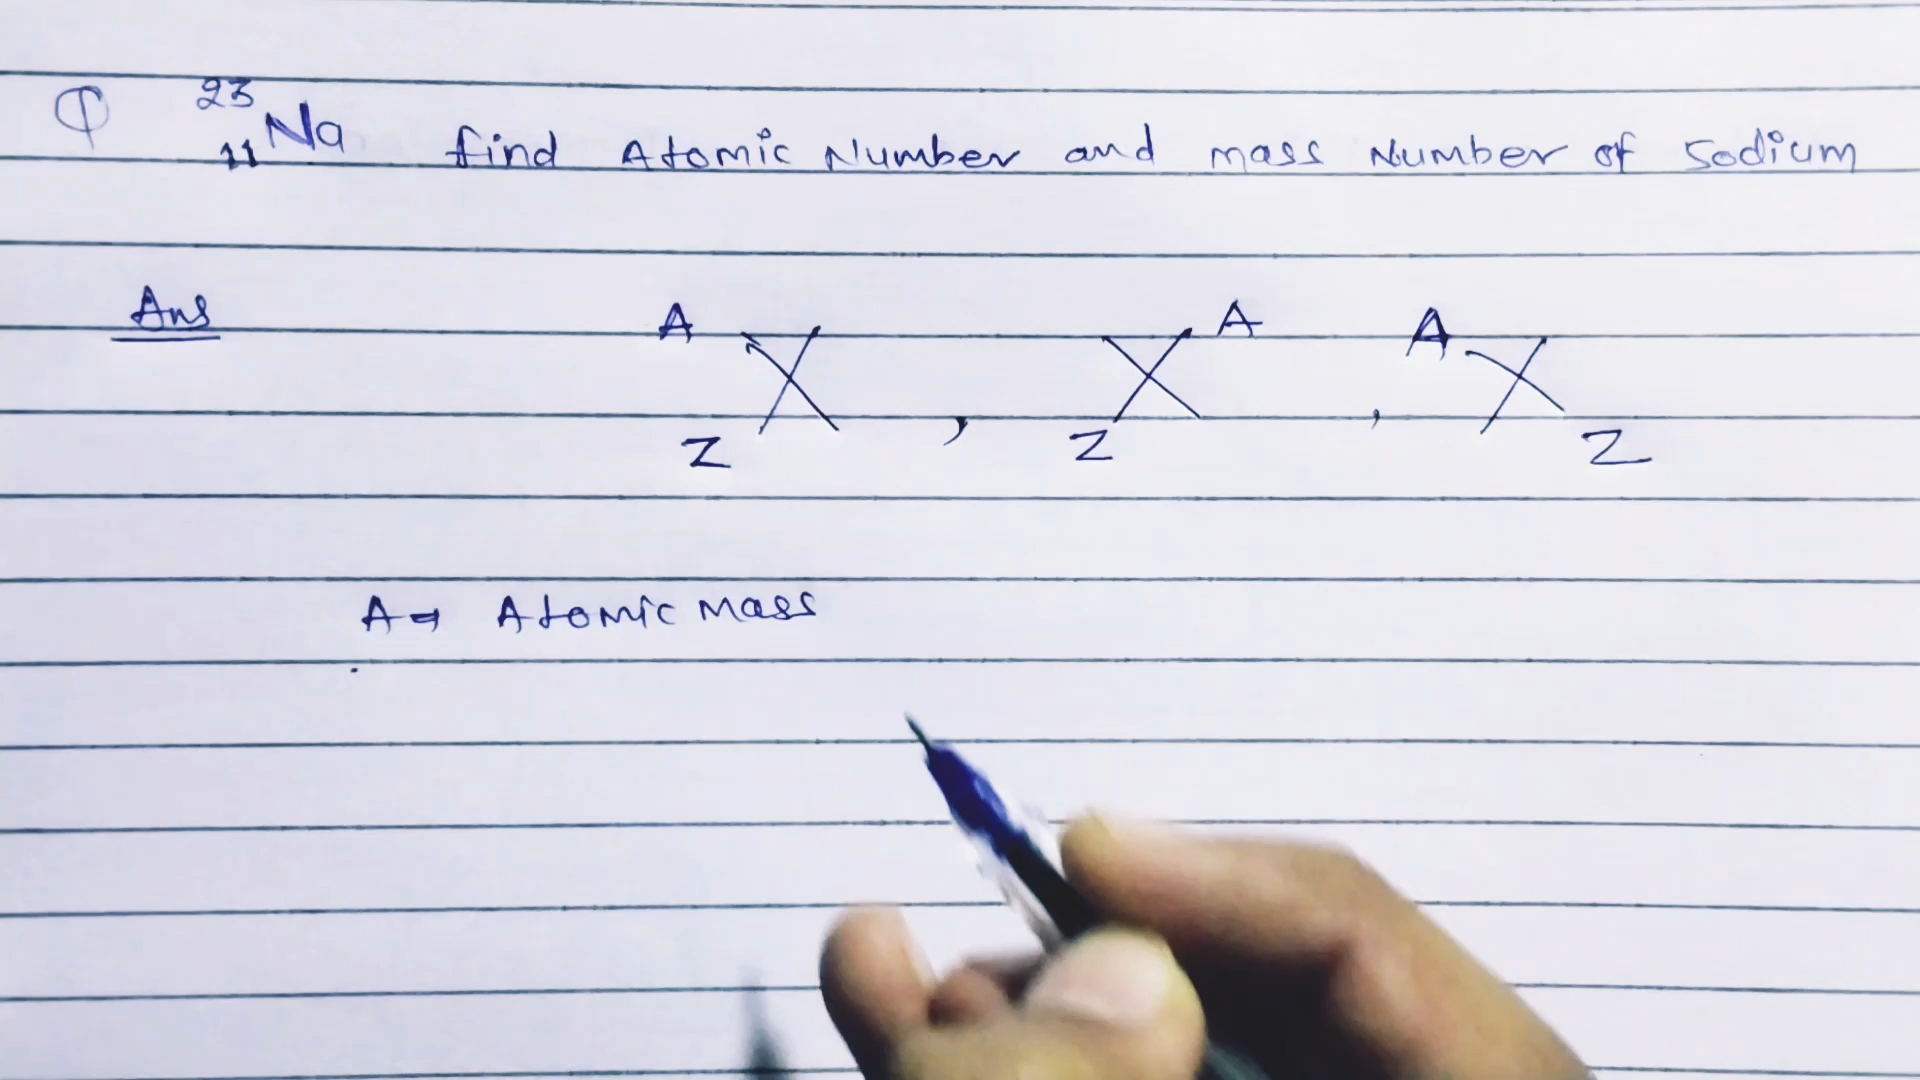 Q 23 11 Na find Atomic Number and mass Number of Sodium
Ans A X Z , X A Z , A X Z
A → Atomic Mass